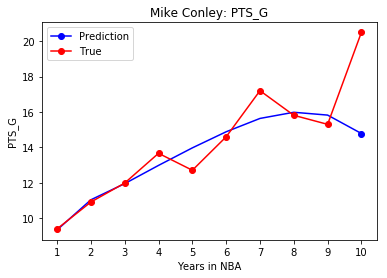 Mike Conley: PTS_G
Prediction
True
PTS_G
20
18
16
14
12
10
1 2 3 4 5 6 7 8 9 10
Years in NBA